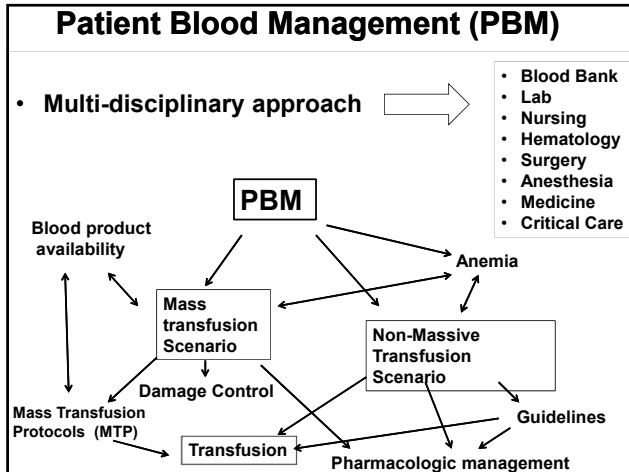 Patient Blood Management (PBM)
• Multi-disciplinary approach
• Blood Bank
• Lab
• Nursing
• Hematology
• Surgery
• Anesthesia
• Medicine
• Critical Care
PBM
Blood product
availability
Anemia
Mass
transfusion
Scenario
Non-Massive
Transfusion
Scenario
Damage Control
Mass Transfusion
Protocols (MTP)
Guidelines
Transfusion
Pharmacologic management